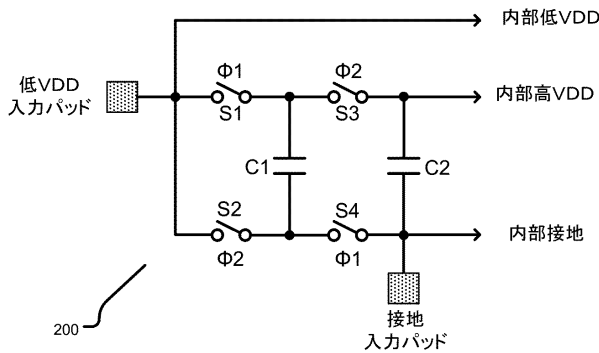 内部低VDD
低VDD
入力パッド
Φ1
Φ2
S1
S3
内部高VDD
C1
C2
S2
S4
Φ2
Φ1
内部接地
200
接地
入力パッド